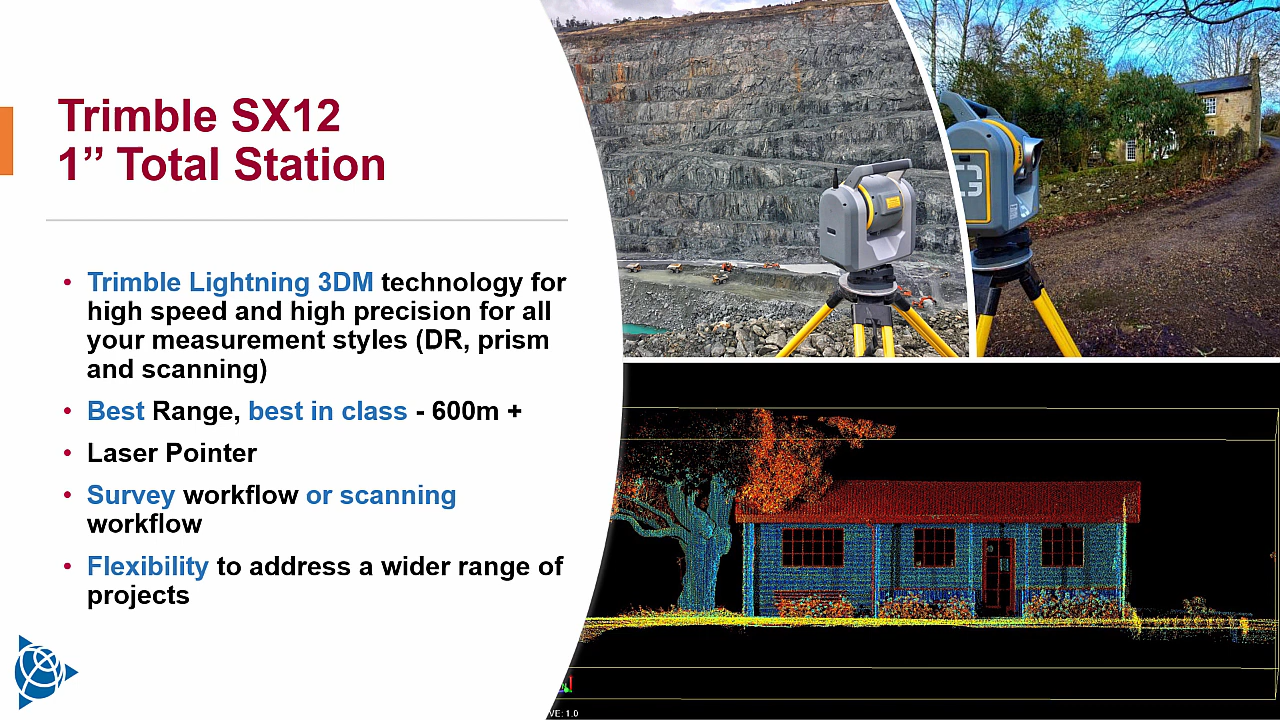 Trimble SX12
1” Total Station
• Trimble Lightning 3DM technology for
high speed and high precision for all
your measurement styles (DR, prism
and scanning)
• Best Range, best in class - 600m +
• Laser Pointer
• Survey workflow or scanning
workflow
• Flexibility to address a wider range of
projects
VE: 1.0